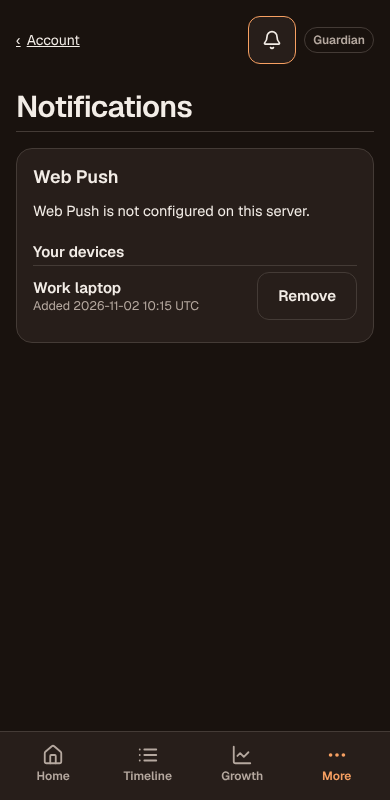 ‹ Account
Guardian
Notifications
Web Push
Web Push is not configured on this server.
Your devices
Work laptop
Added 2026-11-02 10:15 UTC
Remove
Home
Timeline
Growth
More